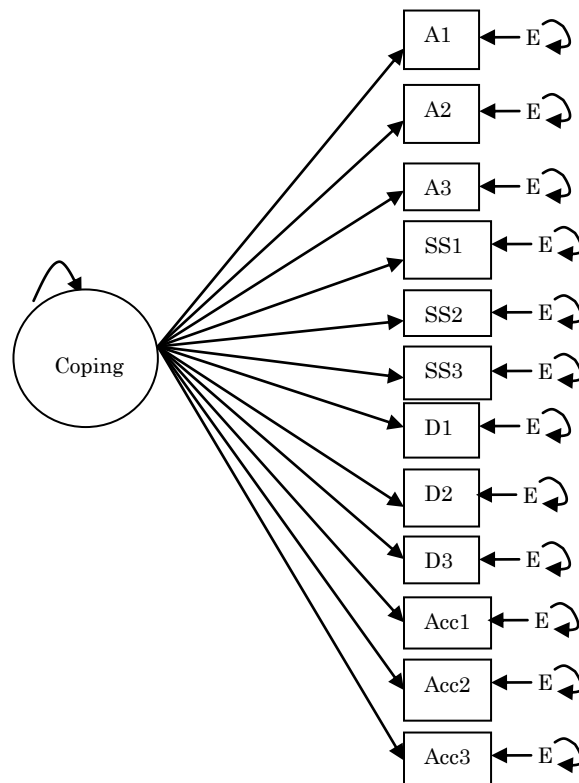 A1 E
A2 E
A3 E
SS1 E
SS2 E
Coping
SS3 E
D1 E
D2 E
D3 E
Acc1 E
Acc2 E
Acc3 E